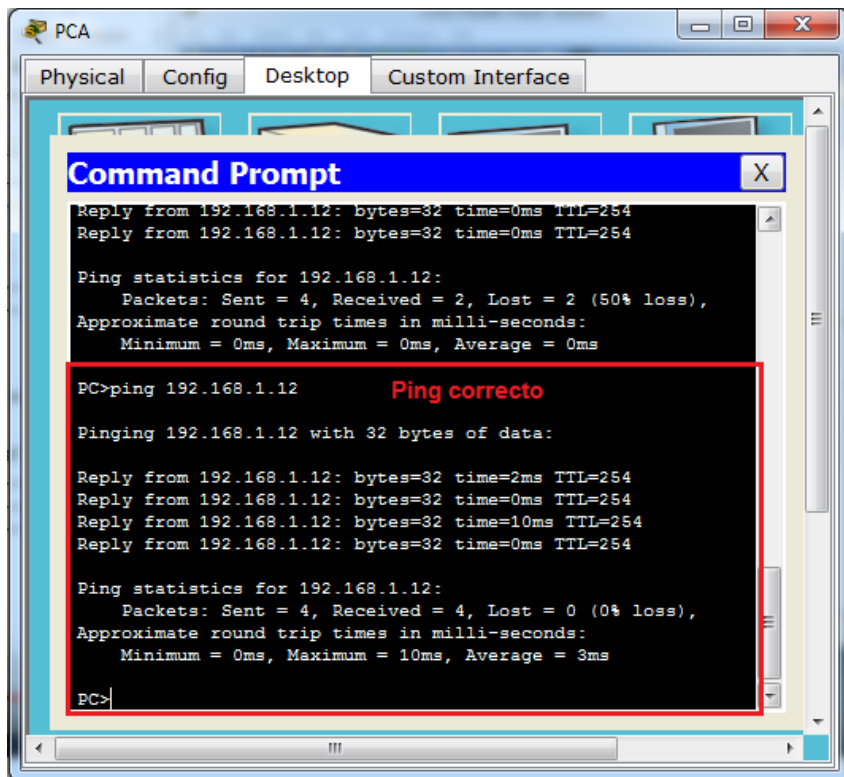 PCA
X
Physical Config Desktop Custom Interface
Command Prompt
X
Reply from 192.168.1.12: bytes=32 time=0ms TTL=254
Reply from 192.168.1.12: bytes=32 time=0ms TTL=254
Ping statistics for 192.168.1.12:
Packets: Sent = 4, Received = 2, Lost = 2 (50% loss),
Approximate round trip times in milli-seconds:
Minimum = 0ms, Maximum = 0ms, Average = 0ms
PC>ping 192.168.1.12 Ping correcto
Pinging 192.168.1.12 with 32 bytes of data:
Reply from 192.168.1.12: bytes=32 time=2ms TTL=254
Reply from 192.168.1.12: bytes=32 time=0ms TTL=254
Reply from 192.168.1.12: bytes=32 time=10ms TTL=254
Reply from 192.168.1.12: bytes=32 time=0ms TTL=254
Ping statistics for 192.168.1.12:
Packets: Sent = 4, Received = 4, Lost = 0 (0% loss),
Approximate round trip times in milli-seconds:
Minimum = 0ms, Maximum = 10ms, Average = 3ms
PC>